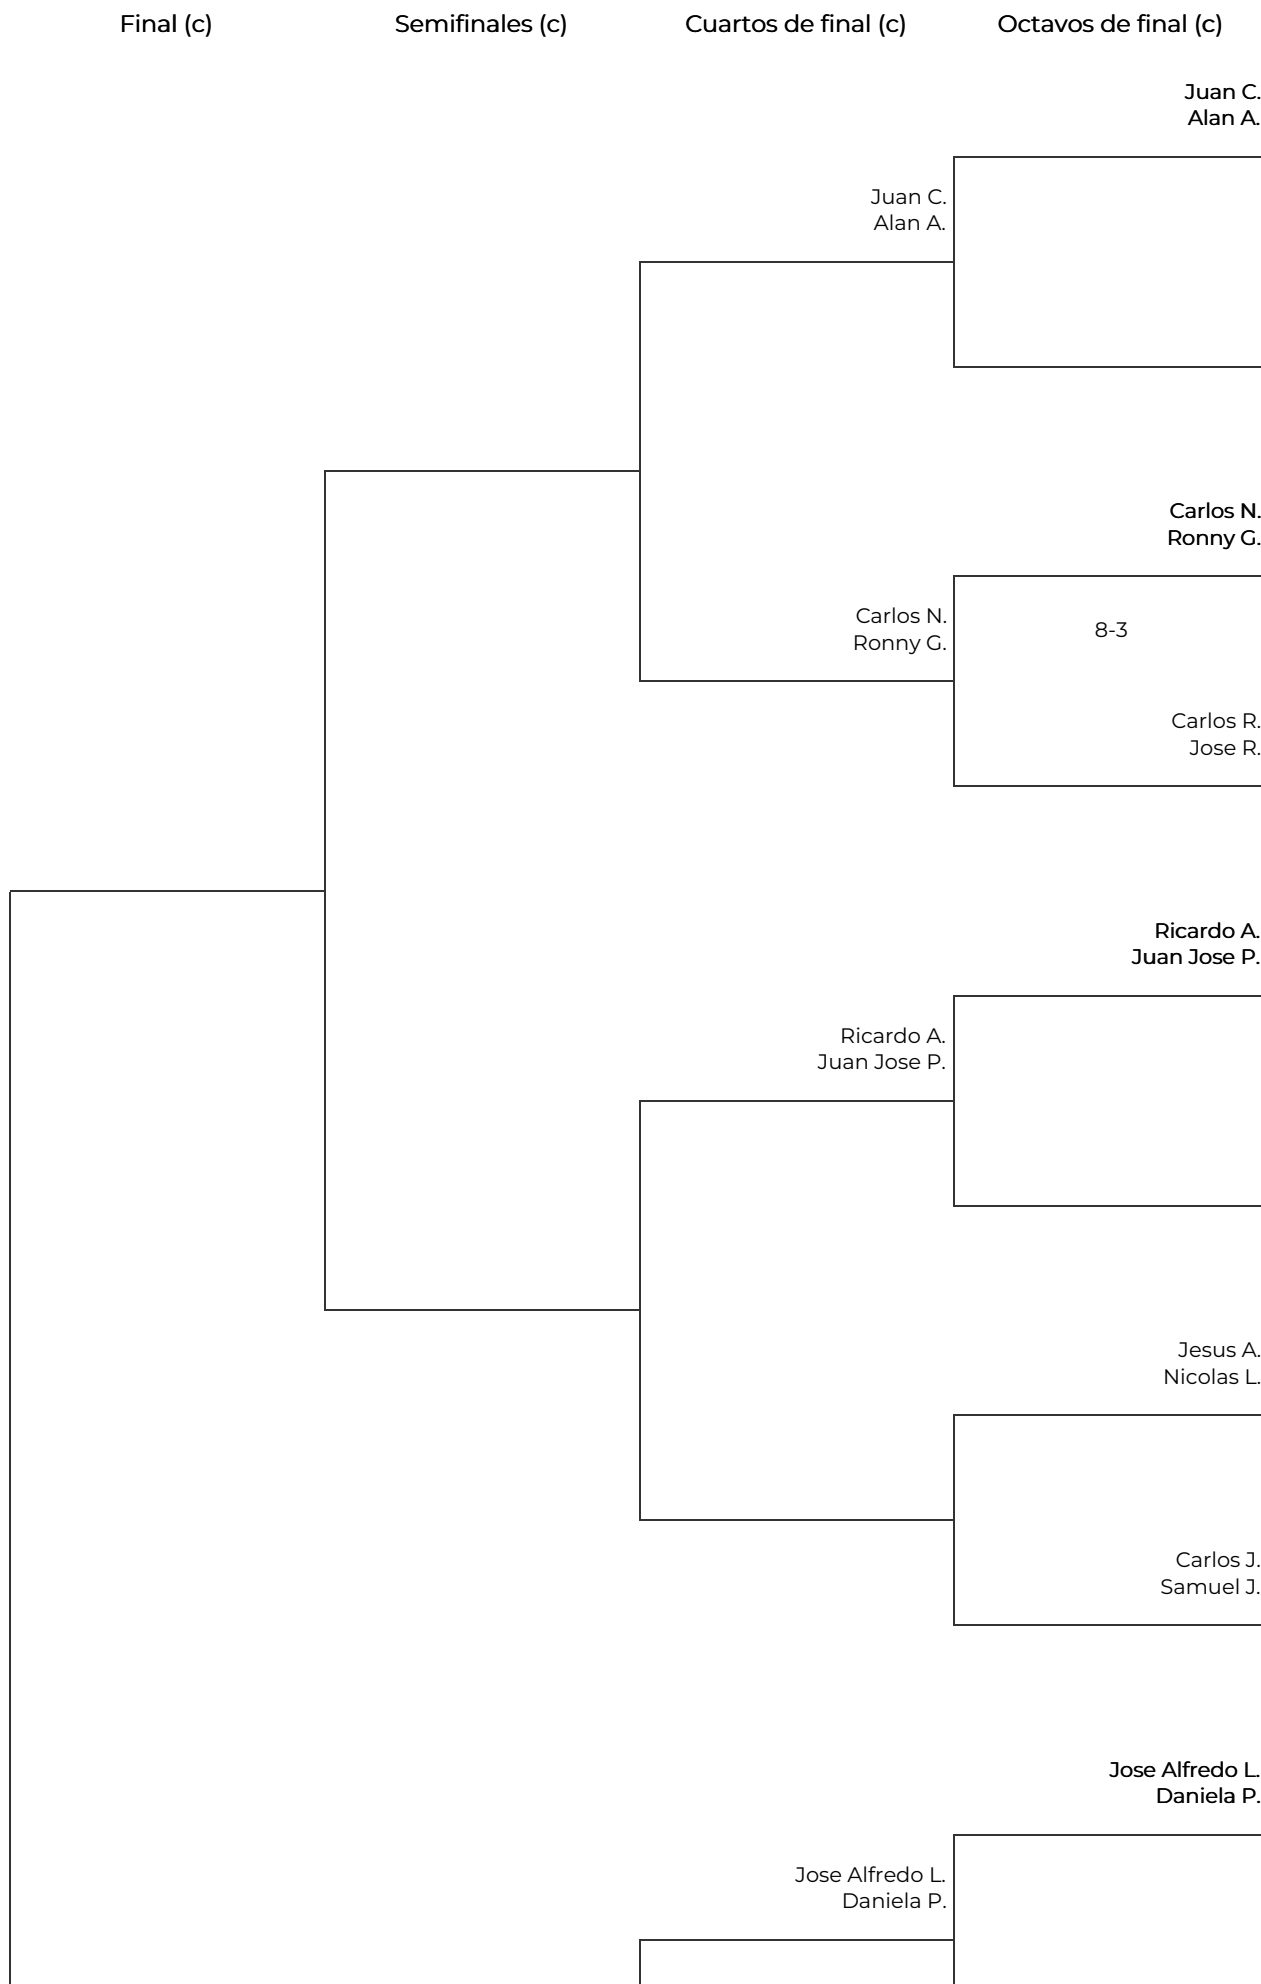 Final (c)
Semifinales (c)
Cuartos de final (c)
Octavos de final (c)
Juan C.
Alan A.
Juan C.
Alan A.
Carlos N.
Ronny G.
Carlos N.
Ronny G.
8-3
Carlos R.
Jose R.
Ricardo A.
Juan Jose P.
Ricardo A.
Juan Jose P.
Jesus A.
Nicolas L.
Carlos J.
Samuel J.
Jose Alfredo L.
Daniela P.
Jose Alfredo L.
Daniela P.